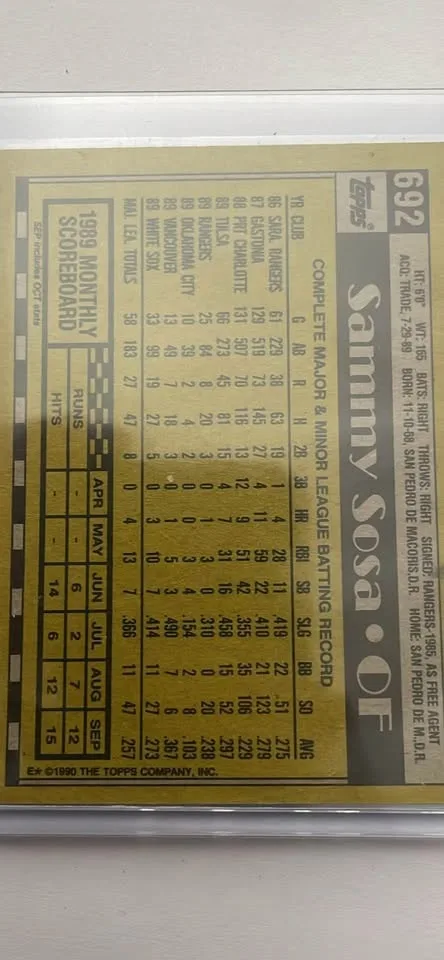 692
HT: 6'0" WT: 165 BATS: RIGHT THROWS: RIGHT SIGNED: RANGERS-1985, AS FREE AGENT
ACQ: TRADE, 7-29-89 BORN: 11-10-68, SAN PEDRO DE MACORIS, D.R. HOME: SAN PEDRO DE M., D.R.
TOPPS
Sammy Sosa • OF
COMPLETE MAJOR & MINOR LEAGUE BATTING RECORD
YR CLUB G AB R H 2B 3B HR RBI SB SLG BB SO AVG
86 SARA. RANGERS 61 229 38 63 19 1 4 28 11 .419 22 51 .275
87 GASTONIA 129 519 73 145 27 4 11 59 22 .410 21 123 .279
88 PRT CHARLOTTE 131 507 70 116 13 12 9 51 42 .355 35 106 .229
89 TULSA 66 273 45 81 15 4 7 31 16 .458 15 52 .297
89 RANGERS 25 84 8 20 3 0 1 3 0 .310 0 20 .238
89 OKLAHOMA CITY 10 39 2 4 2 0 0 3 4 .154 2 8 .103
89 VANCOUVER 13 49 7 18 3 0 1 5 3 .490 7 6 .367
89 WHITE SOX 33 99 19 27 5 0 3 10 7 .414 11 27 .273
MAJ. LEA. TOTALS 58 183 27 47 8 0 4 13 7 .366 11 47 .257
1989 MONTHLY
SCOREBOARD
APR MAY JUN JUL AUG SEP
RUNS - - 6 2 7 12
HITS - - 14 6 12 15
SEP includes OCT stats
E* ©1990 THE TOPPS COMPANY, INC.